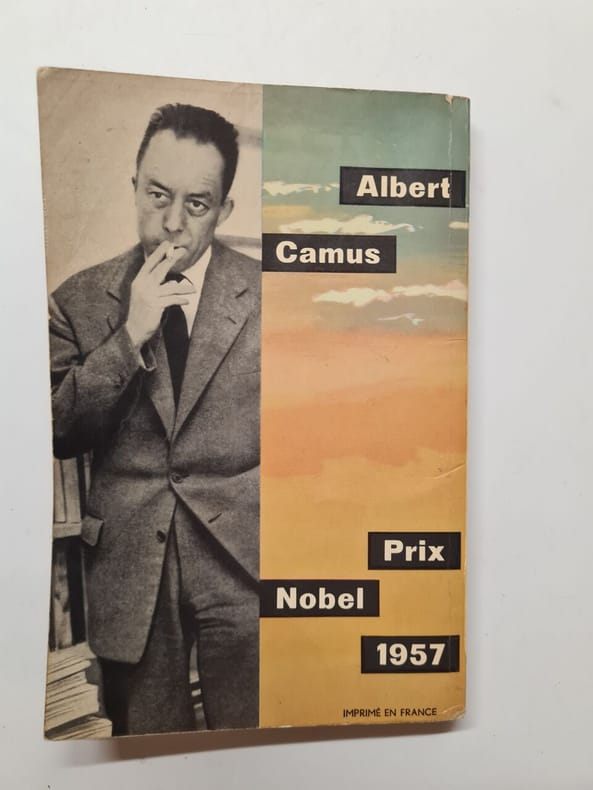 Albert
Camus
Prix
Nobel
1957
IMPRIMÉ EN FRANCE